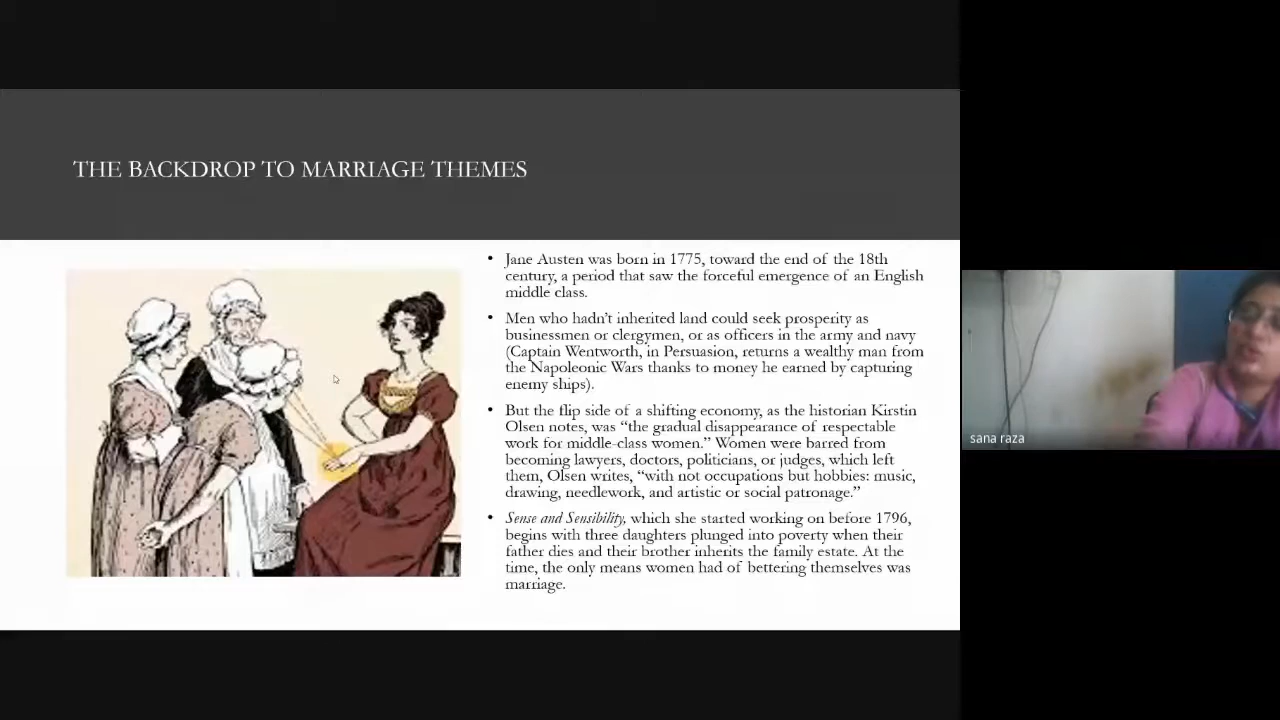 THE BACKDROP TO MARRIAGE THEMES
• Jane Austen was born in 1775, toward the end of the 18th
century, a period that saw the forceful emergence of an English
middle class.
• Men who hadn’t inherited land could seek prosperity as
businessmen or clergymen, or as officers in the army and navy
(Captain Wentworth, in Persuasion, returns a wealthy man from
the Napoleonic Wars thanks to money he earned by capturing
enemy ships).
• But the flip side of a shifting economy, as the historian Kirstin
Olsen notes, was “the gradual disappearance of respectable
work for middle-class women.” Women were barred from
becoming lawyers, doctors, politicians, or judges, which left
them, Olsen writes, “with not occupations but hobbies: music,
drawing, needlework, and artistic or social patronage.”
• Sense and Sensibility, which she started working on before 1796,
begins with three daughters plunged into poverty when their
father dies and their brother inherits the family estate. At the
time, the only means women had of bettering themselves was
marriage.
sana raza